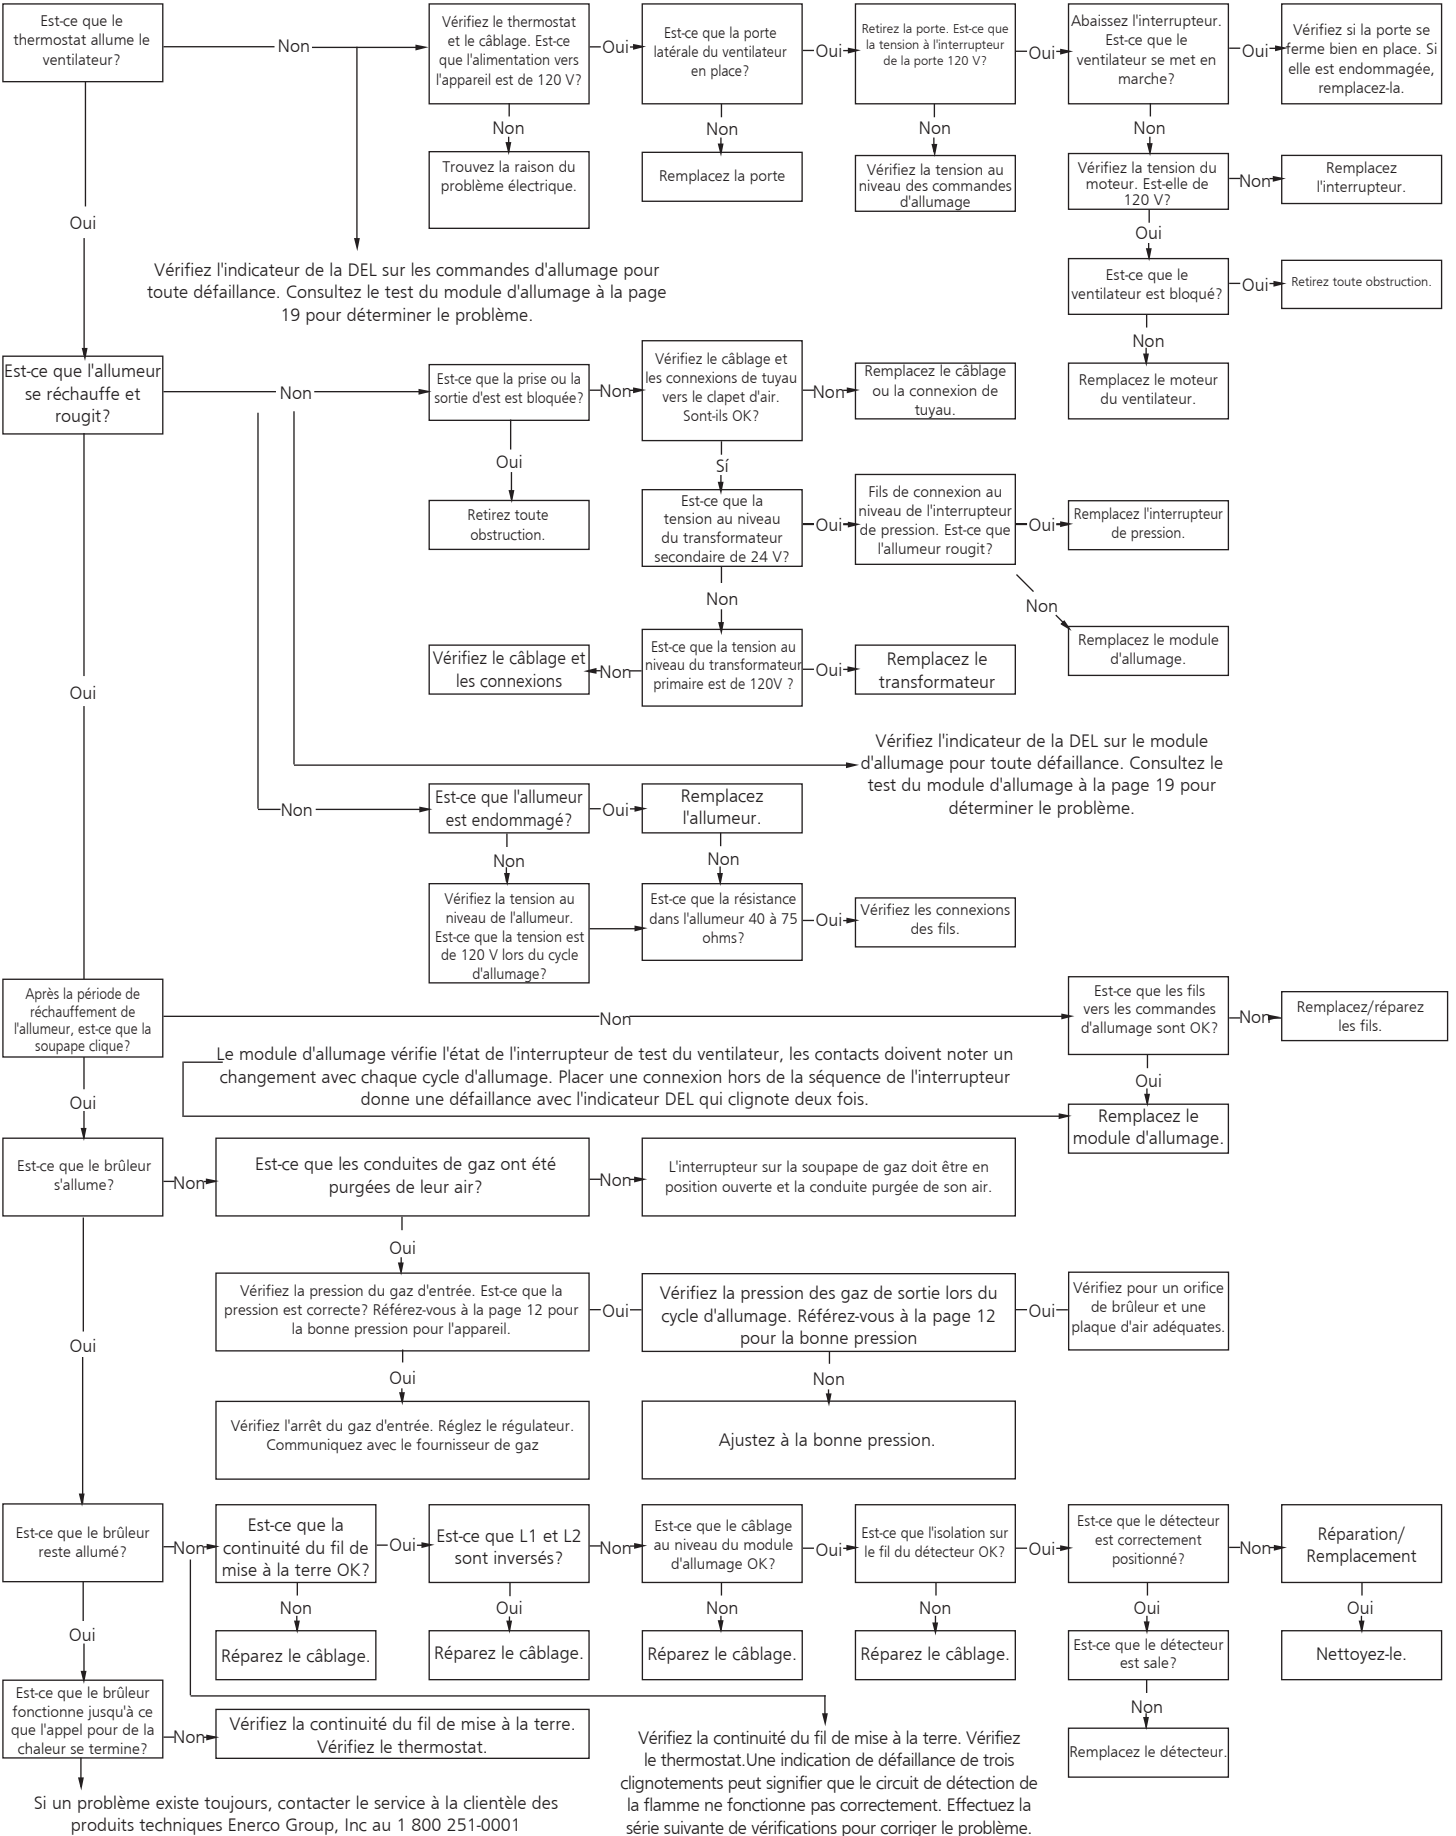 Est-ce que le
thermostat allume le
ventilateur?
Non
Vérifiez le thermostat
et le câblage. Est-ce
que l'alimentation vers
l'appareil est de 120 V?
Oui
Est-ce que la porte
latérale du ventilateur
en place?
Oui
Retirez la porte. Est-ce que
la tension à l'interrupteur
de la porte 120 V?
Oui
Abaissez l'interrupteur.
Est-ce que le
ventilateur se met en
marche?
Oui
Vérifiez si la porte se
ferme bien en place. Si
elle est endommagée,
remplacez-la.
Non
Non
Non
Non
Trouvez la raison du
problème électrique.
Remplacez la porte
Vérifiez la tension au
niveau des commandes
d'allumage
Vérifiez la tension du
moteur. Est-elle de
120 V?
Non
Remplacez
l'interrupteur.
Oui
Oui
Vérifiez l'indicateur de la DEL sur les commandes d'allumage pour
toute défaillance. Consultez le test du module d'allumage à la page
19 pour déterminer le problème.
Est-ce que le
ventilateur est bloqué?
Oui
Retirez toute obstruction.
Non
Remplacez le moteur
du ventilateur.
Est-ce que l'allumeur
se réchauffe et
rougit?
Non
Est-ce que la prise ou la
sortie d'est est bloquée?
Non
Vérifiez le câblage et
les connexions de tuyau
vers le clapet d'air.
Sont-ils OK?
Non
Remplacez le câblage
ou la connexion de
tuyau.
Oui
Sí
Retirez toute
obstruction.
Est-ce que la
tension au niveau
du transformateur
secondaire de 24 V?
Oui
Fils de connexion au
niveau de l'interrupteur
de pression. Est-ce que
l'allumeur rougit?
Oui
Remplacez l'interrupteur
de pression.
Non
Non
Remplacez le module
d'allumage.
Vérifiez le câblage et
les connexions
Non
Est-ce que la tension au
niveau du transformateur
primaire est de 120V ?
Oui
Remplacez le
transformateur
Oui
Vérifiez l'indicateur de la DEL sur le module
d'allumage pour toute défaillance. Consultez le
test du module d'allumage à la page 19 pour
déterminer le problème.
Non
Est-ce que l'allumeur
est endommagé?
Oui
Remplacez
l'allumeur.
Non
Non
Vérifiez la tension au
niveau de l'allumeur.
Est-ce que la tension est
de 120 V lors du cycle
d'allumage?
Est-ce que la résistance
dans l'allumeur 40 à 75
ohms?
Oui
Vérifiez les connexions
des fils.
Après la période de
réchauffement de
l'allumeur, est-ce que la
soupape clique?
Non
Est-ce que les fils
vers les commandes
d'allumage sont OK?
Non
Remplacez/réparez
les fils.
Le module d'allumage vérifie l'état de l'interrupteur de test du ventilateur, les contacts doivent noter un
changement avec chaque cycle d'allumage. Placer une connexion hors de la séquence de l'interrupteur
donne une défaillance avec l'indicateur DEL qui clignote deux fois.
Oui
Oui
Remplacez le
module d'allumage.
Est-ce que le brûleur
s'allume?
Non
Est-ce que les conduites de gaz ont été
purgées de leur air?
Non
L'interrupteur sur la soupape de gaz doit être en
position ouverte et la conduite purgée de son air.
Oui
Vérifiez la pression du gaz d'entrée. Est-ce que la
pression est correcte? Référez-vous à la page 12 pour
la bonne pression pour l'appareil.
Oui
Vérifiez la pression des gaz de sortie lors du
cycle d'allumage. Référez-vous à la page 12
pour la bonne pression
Oui
Vérifiez pour un orifice
de brûleur et une
plaque d'air adéquates.
Oui
Oui
Non
Vérifiez l'arrêt du gaz d'entrée. Réglez le régulateur.
Communiquez avec le fournisseur de gaz
Ajustez à la bonne pression.
Est-ce que le brûleur
reste allumé?
Non
Est-ce que la
continuité du fil de
mise à la terre OK?
Oui
Est-ce que L1 et L2
sont inversés?
Non
Est-ce que le câblage
au niveau du module
d'allumage OK?
Oui
Est-ce que l'isolation sur
le fil du détecteur OK?
Oui
Est-ce que le détecteur
est correctement
positionné?
Non
Réparation/
Remplacement
Oui
Non
Oui
Non
Non
Oui
Oui
Réparez le câblage.
Réparez le câblage.
Réparez le câblage.
Réparez le câblage.
Est-ce que le détecteur
est sale?
Nettoyez-le.
Est-ce que le brûleur
fonctionne jusqu'à ce
que l'appel pour de la
chaleur se termine?
Non
Vérifiez la continuité du fil de mise à la terre.
Vérifiez le thermostat.
Non
Remplacez le détecteur.
Vérifiez la continuité du fil de mise à la terre. Vérifiez
le thermostat.Une indication de défaillance de trois
clignotements peut signifier que le circuit de détection de
la flamme ne fonctionne pas correctement. Effectuez la
série suivante de vérifications pour corriger le problème.
Si un problème existe toujours, contacter le service à la clientèle des
produits techniques Enerco Group, Inc au 1 800 251-0001